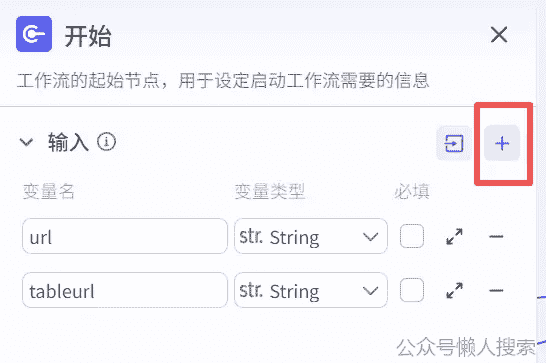 开始
工作流的起始节点，用于设定启动工作流需要的信息
输入
变量名 变量类型 必填
url str. String
tableurl str. String
公众号懒人搜索